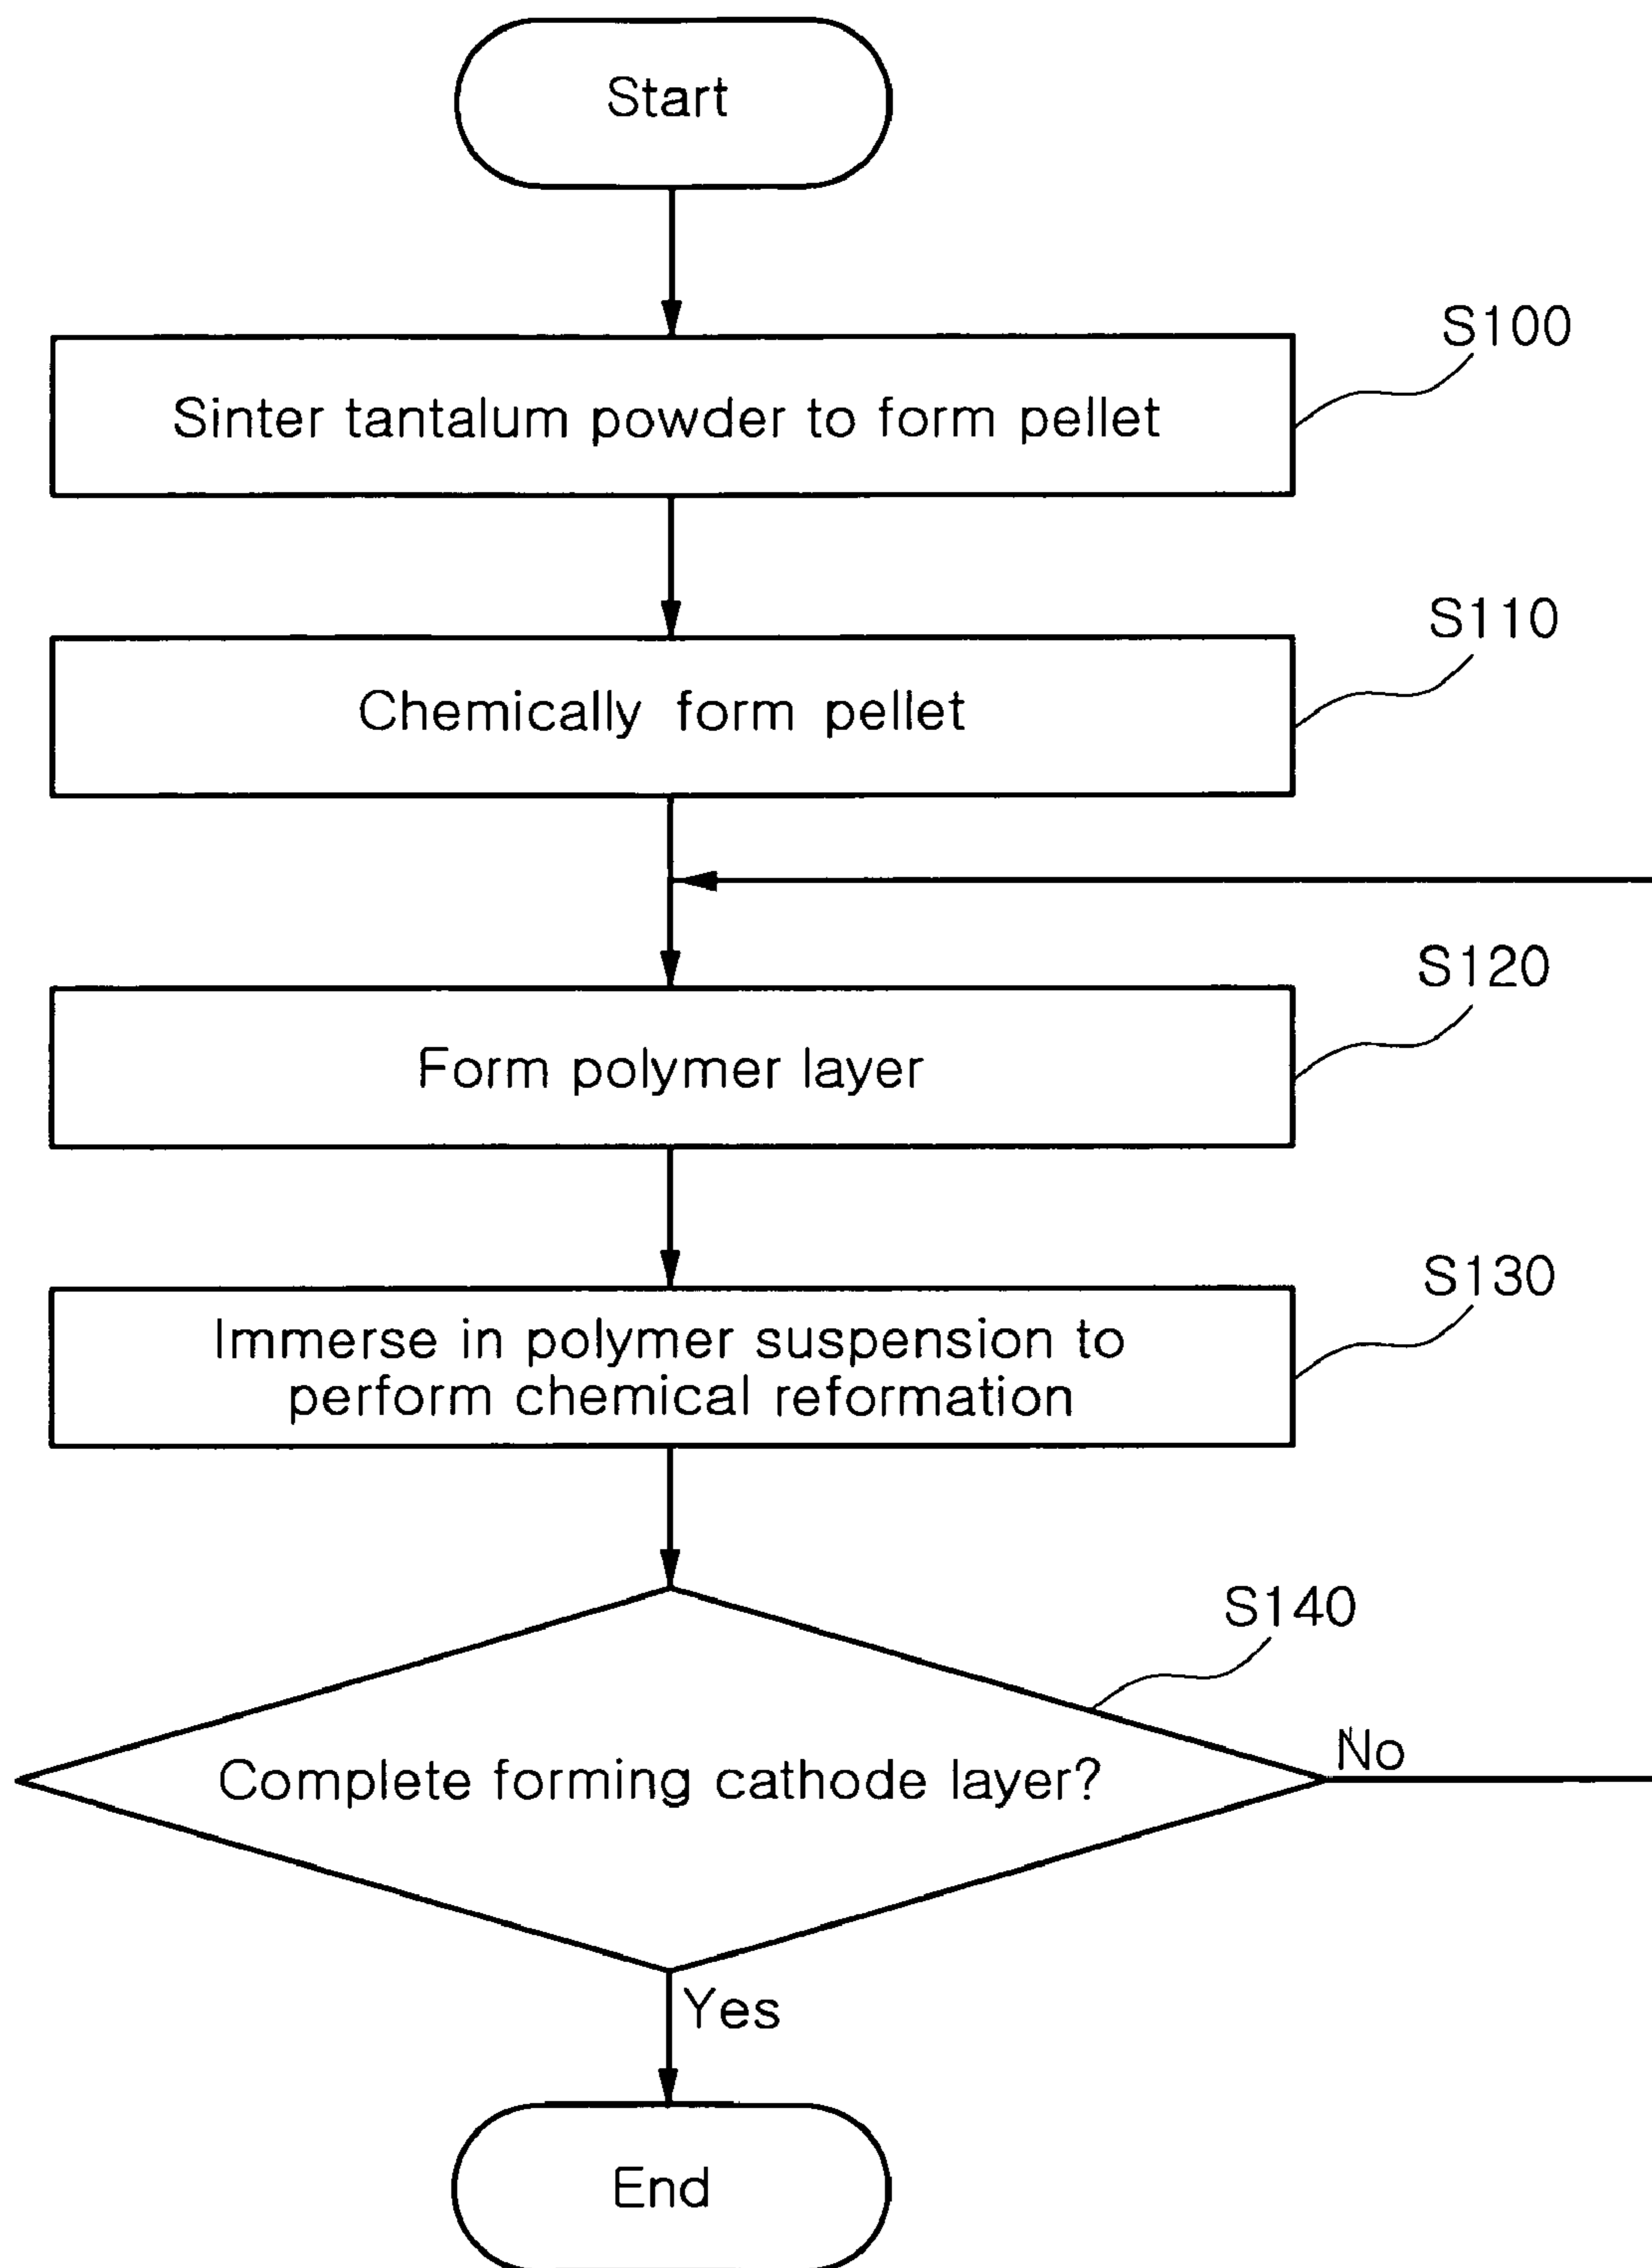 Start
S100
Sinter tantalum powder to form pellet
S110
Chemically form pellet
S120
Form polymer layer
S130
Immerse in polymer suspension to
perform chemical reformation
S140
Complete forming cathode layer?
No
Yes
End